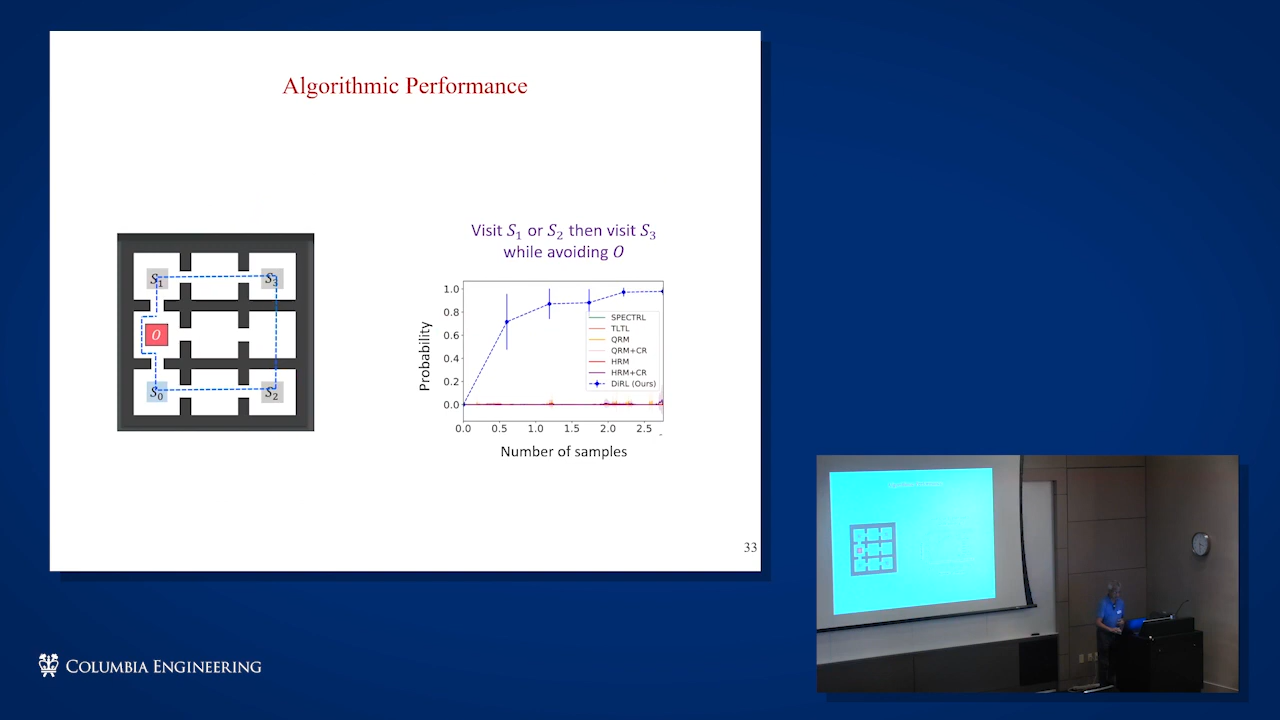 Algorithmic Performance
Visit S₁ or S₂ then visit S₃
while avoiding O
S₁
S₃
O
S₀
S₂
Probability
1.0
0.8
0.6
0.4
0.2
0.0
SPECTRL
TLTL
QRM
QRM+CR
HRM
HRM+CR
DiRL (Ours)
0.0 0.5 1.0 1.5 2.0 2.5
Number of samples
33
COLUMBIA ENGINEERING